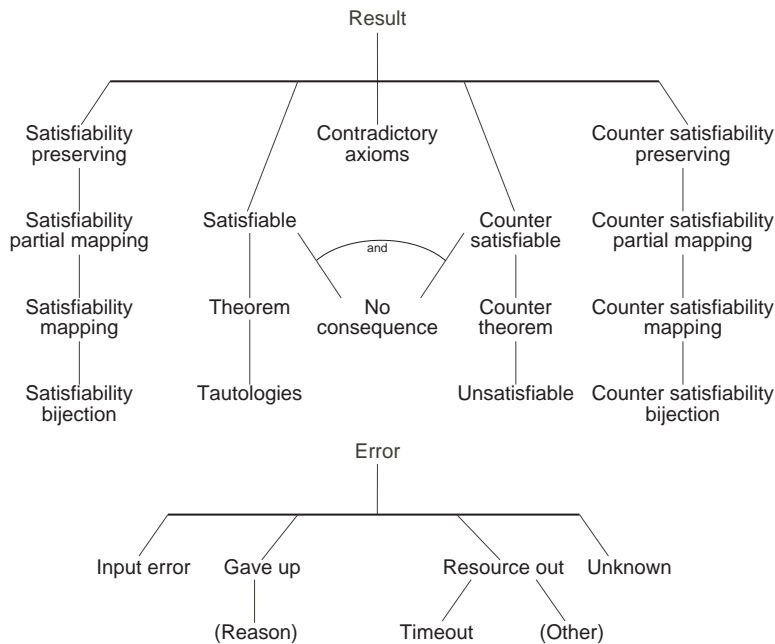 Result
Satisfiability
preserving
Contradictory
axioms
Counter satisfiability
preserving
Satisfiability
partial mapping
Satisfiable
and
Counter
satisfiable
Counter satisfiability
partial mapping
Satisfiability
mapping
Theorem
No
consequence
Counter
theorem
Counter satisfiability
mapping
Satisfiability
bijection
Tautologies
Unsatisfiable
Counter satisfiability
bijection
Error
Input error
Gave up
Resource out
Unknown
(Reason)
Timeout
(Other)